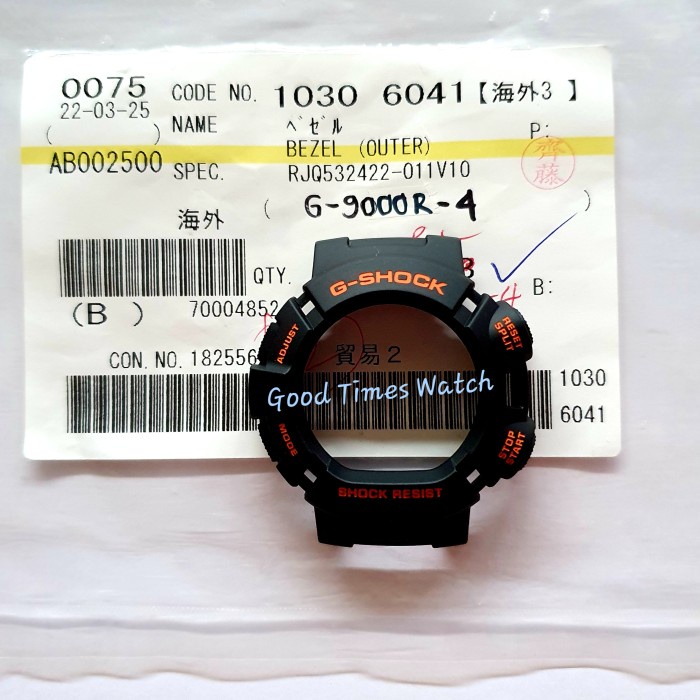 0075 CODE NO. 1030 6041【海外3 】
22-03-25
( ) NAME ベゼル P:
BEZEL (OUTER)
AB002500 SPEC. RJQ532422-011V10
齊藤
海外 ( G-9000R-4 )
QTY. B:
(B ) 70004852
CON.NO.182556 貿易2
1030
6041
G-SHOCK
ADJUST
RESET
SPLIT
Good Times Watch
MODE
STOP
START
SHOCK RESIST